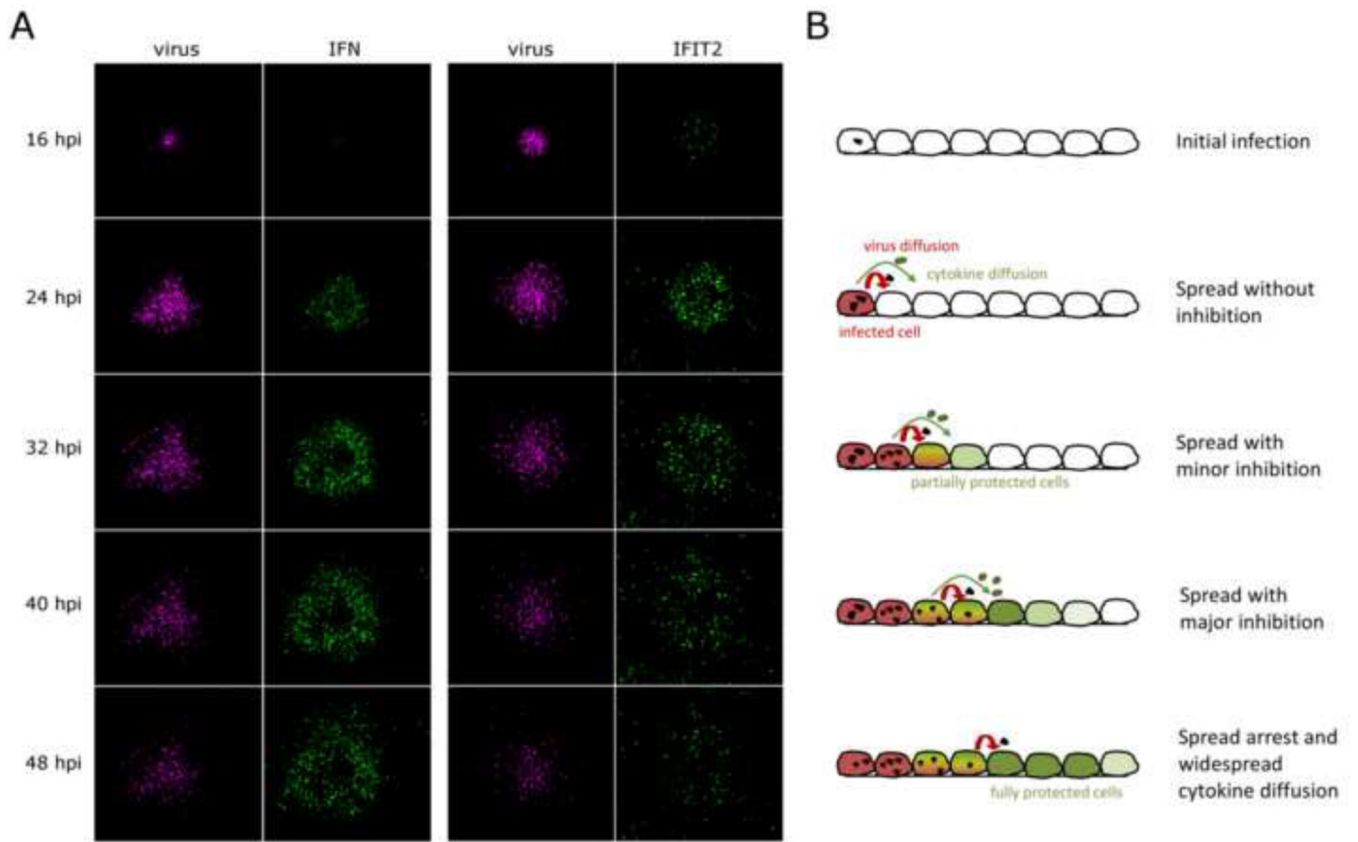 A
B
virus IFN virus IFIT2
16 hpi
Initial infection
24 hpi
virus diffusion
cytokine diffusion
infected cell
Spread without
inhibition
32 hpi
partially protected cells
Spread with
minor inhibition
40 hpi
Spread with
major inhibition
48 hpi
fully protected cells
Spread arrest and
widespread
cytokine diffusion